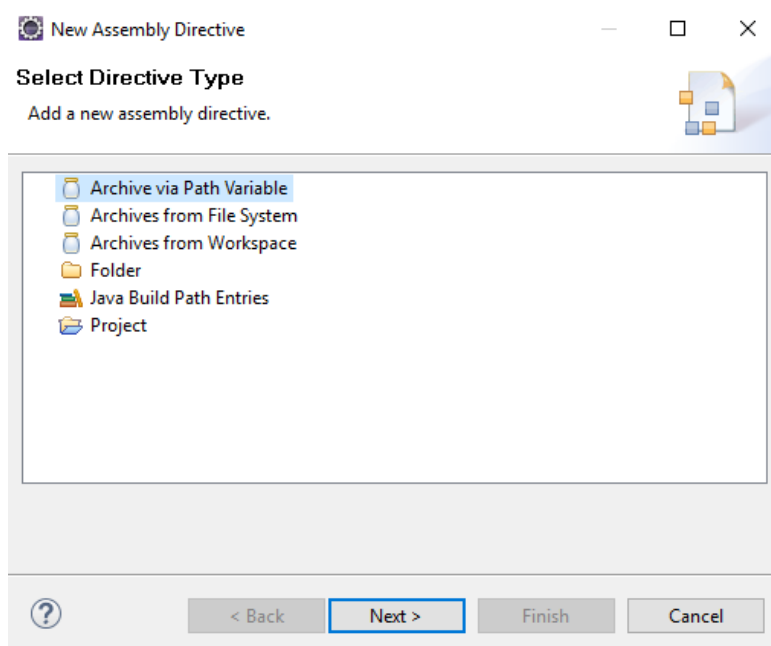 New Assembly Directive
Select Directive Type
Add a new assembly directive.
Archive via Path Variable
Archives from File System
Archives from Workspace
Folder
Java Build Path Entries
Project
? < Back Next > Finish Cancel